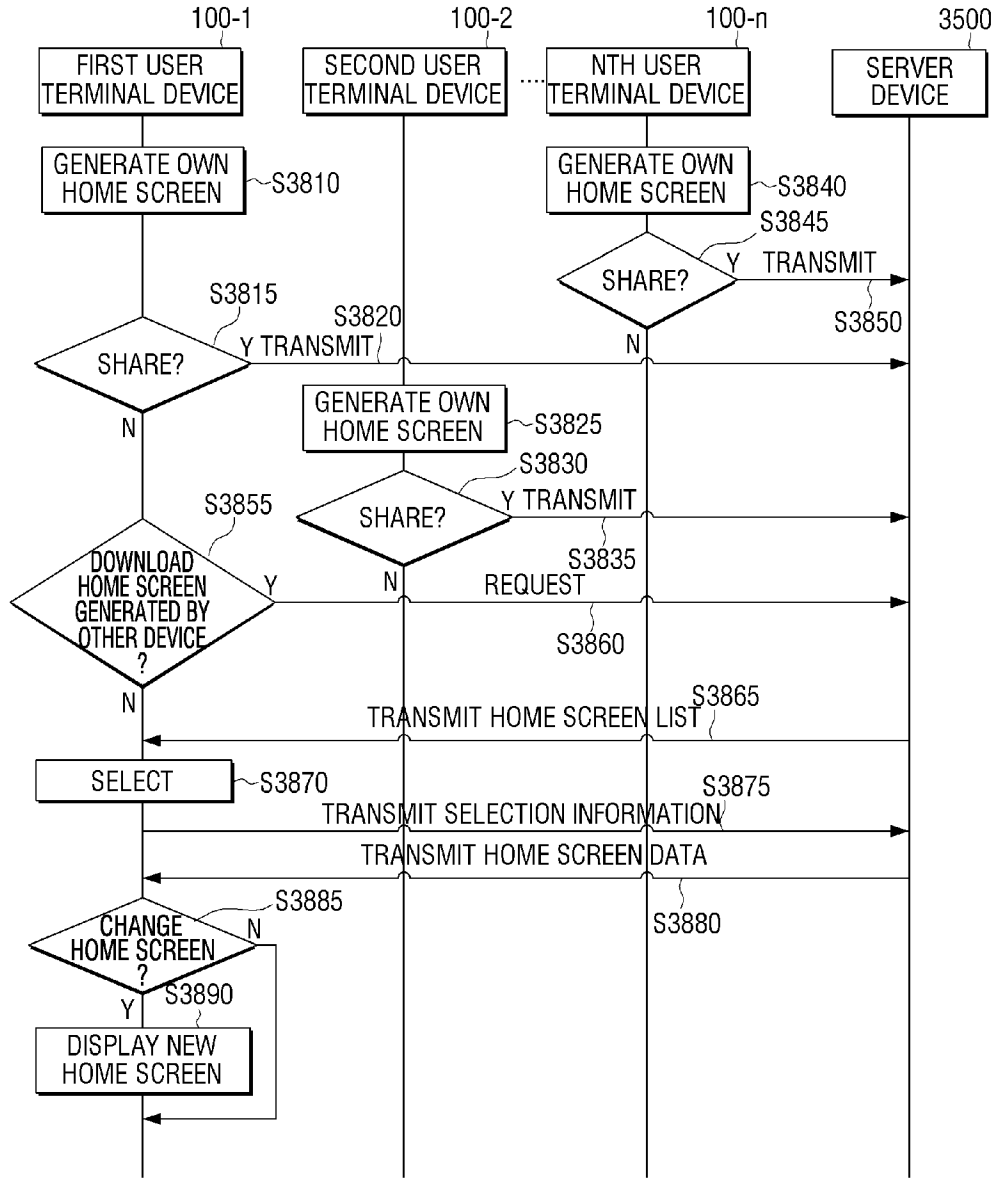 100-1
100-2
100-n
3500
FIRST USER
TERMINAL DEVICE
SECOND USER
TERMINAL DEVICE
NTH USER
TERMINAL DEVICE
SERVER
DEVICE
GENERATE OWN
HOME SCREEN
S3810
GENERATE OWN
HOME SCREEN
S3840
S3845
SHARE?
Y TRANSMIT
S3850
N
S3815
S3820
SHARE?
Y TRANSMIT
N
GENERATE OWN
HOME SCREEN
S3825
S3830
SHARE?
Y TRANSMIT
S3835
N
S3855
DOWNLOAD
HOME SCREEN
GENERATED BY
OTHER DEVICE
?
Y
REQUEST
S3860
N
S3865
TRANSMIT HOME SCREEN LIST
SELECT
S3870
S3875
TRANSMIT SELECTION INFORMATION
TRANSMIT HOME SCREEN DATA
S3880
S3885
CHANGE
HOME SCREEN
?
N
Y
S3890
DISPLAY NEW
HOME SCREEN